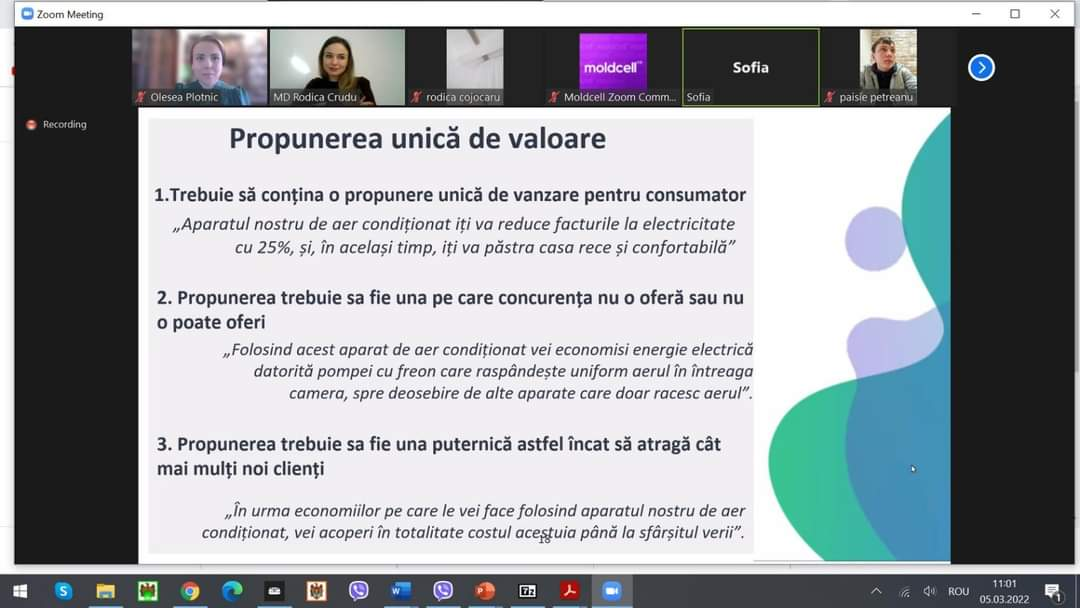 Zoom Meeting
moldcell
Sofia
Olesea Plotnic
MD Rodica Crudu
rodica cojocaru
Moldcell Zoom Comm...
Sofia
paisie petreanu
Recording
Propunerea unică de valoare
1.Trebuie să conțina o propunere unică de vanzare pentru consumator
„Aparatul nostru de aer condiționat iți va reduce facturile la electricitate
cu 25%, și, în același timp, iți va păstra casa rece și confortabilă”
2. Propunerea trebuie sa fie una pe care concurența nu o oferă sau nu
o poate oferi
„Folosind acest aparat de aer condiționat vei economisi energie electrică
datorită pompei cu freon care raspândește uniform aerul în întreaga
camera, spre deosebire de alte aparate care doar racesc aerul”.
3. Propunerea trebuie sa fie una puternică astfel încat să atragă cât
mai mulți noi clienți
„În urma economiilor pe care le vei face folosind aparatul nostru de aer
condiționat, vei acoperi în totalitate costul acestuia până la sfârșitul verii”.
18
ROU
11:01
05.03.2022
1